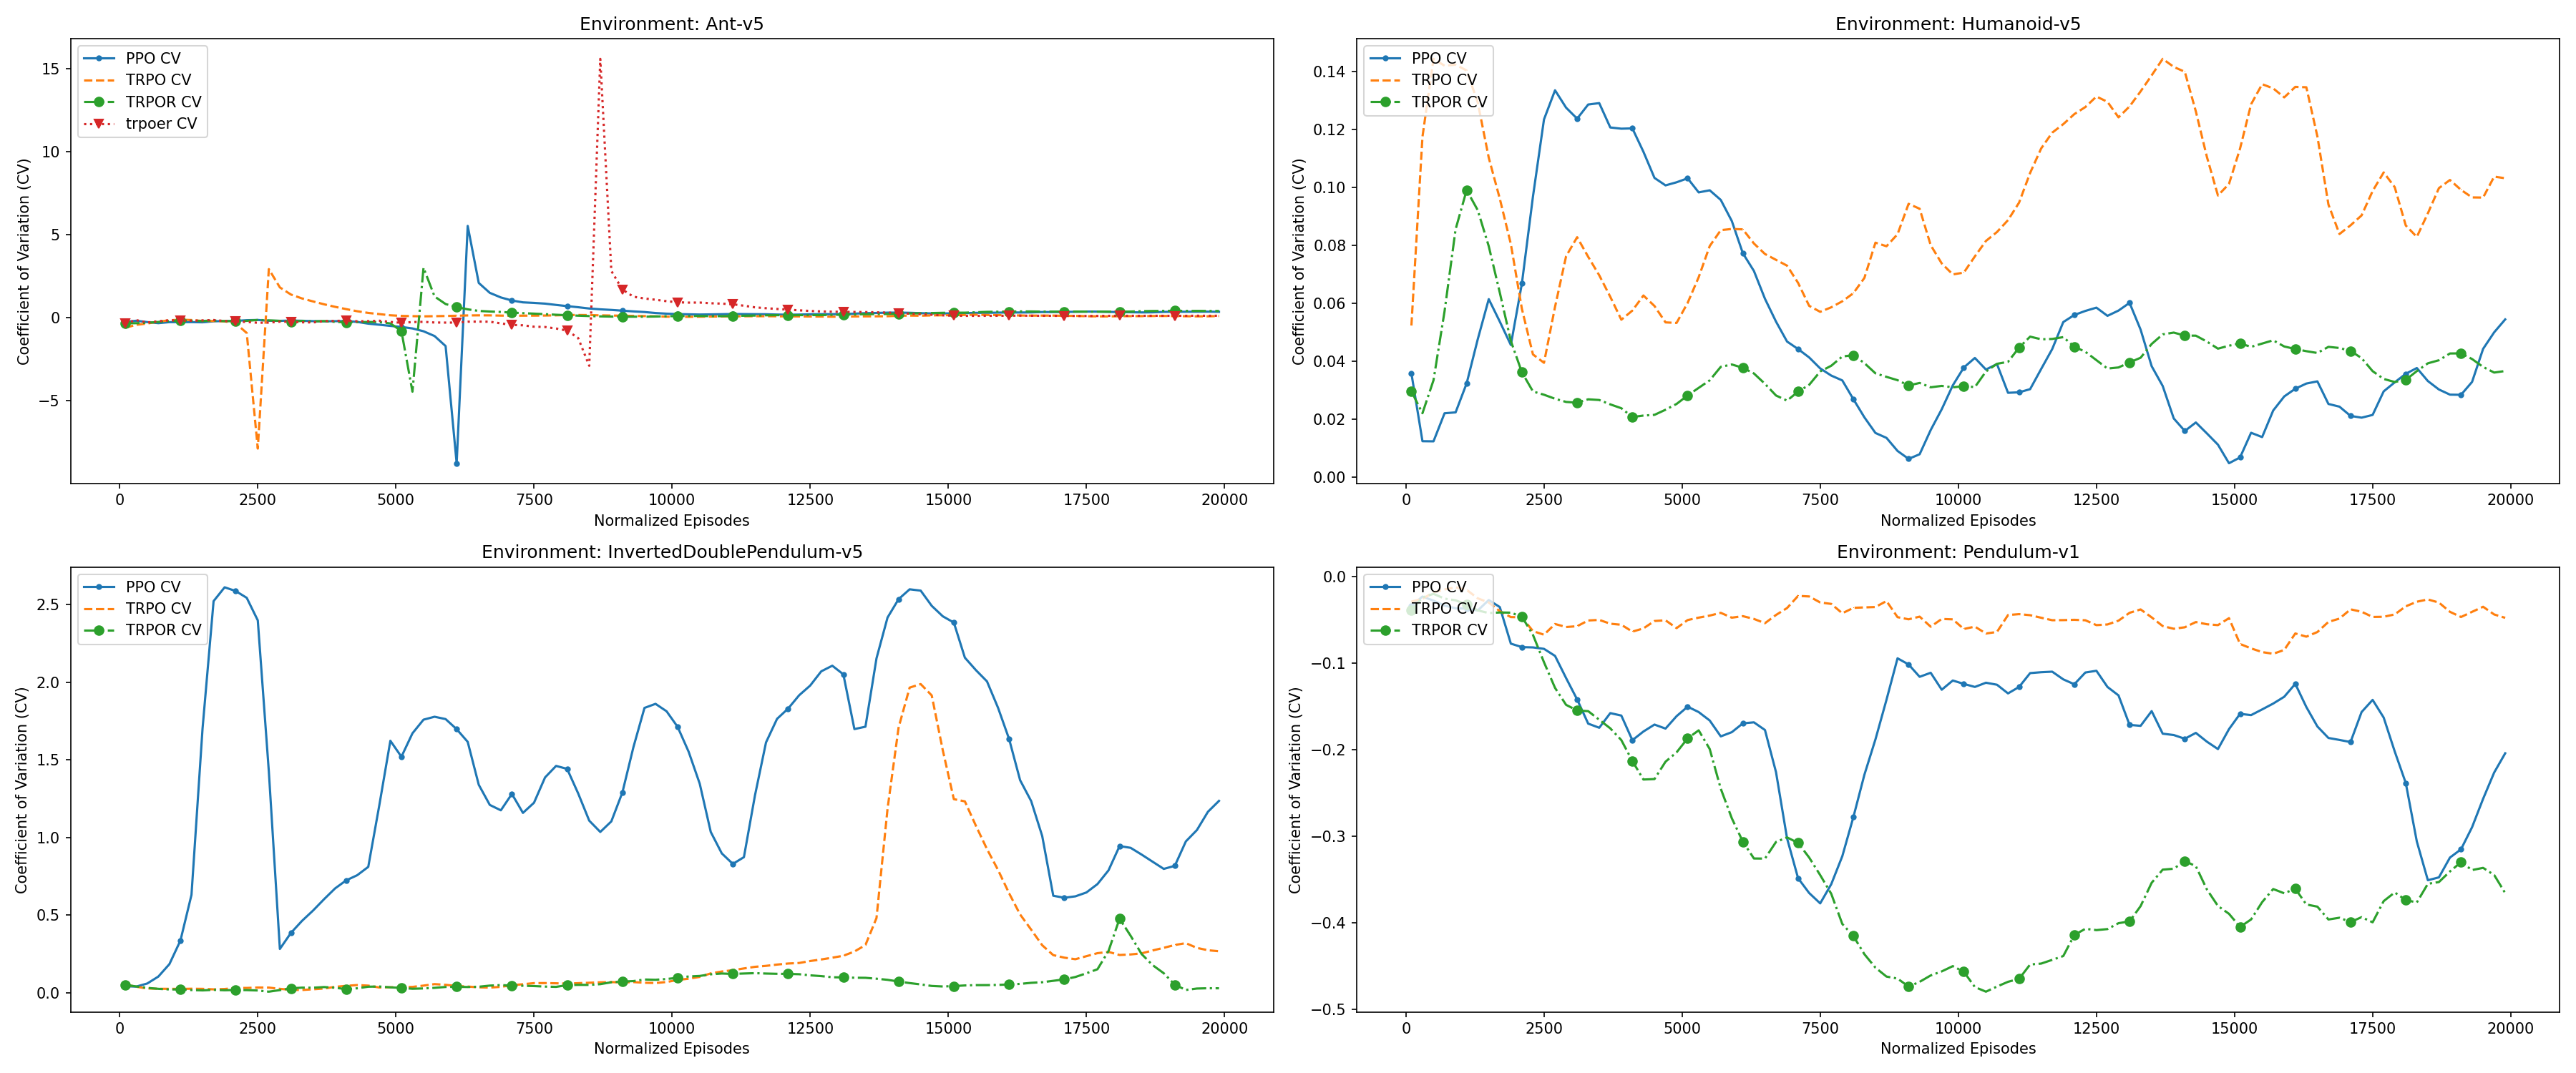 Environment: Ant-v5
PPO CV
TRPO CV
TRPOR CV
trpoer CV
Coefficient of Variation (CV)
15
10
5
0
−5
0 2500 5000 7500 10000 12500 15000 17500 20000
Normalized Episodes
Environment: Humanoid-v5
PPO CV
TRPO CV
TRPOR CV
Coefficient of Variation (CV)
0.14
0.12
0.10
0.08
0.06
0.04
0.02
0.00
0 2500 5000 7500 10000 12500 15000 17500 20000
Normalized Episodes
Environment: InvertedDoublePendulum-v5
PPO CV
TRPO CV
TRPOR CV
Coefficient of Variation (CV)
2.5
2.0
1.5
1.0
0.5
0.0
0 2500 5000 7500 10000 12500 15000 17500 20000
Normalized Episodes
Environment: Pendulum-v1
PPO CV
TRPO CV
TRPOR CV
Coefficient of Variation (CV)
0.0
−0.1
−0.2
−0.3
−0.4
−0.5
0 2500 5000 7500 10000 12500 15000 17500 20000
Normalized Episodes